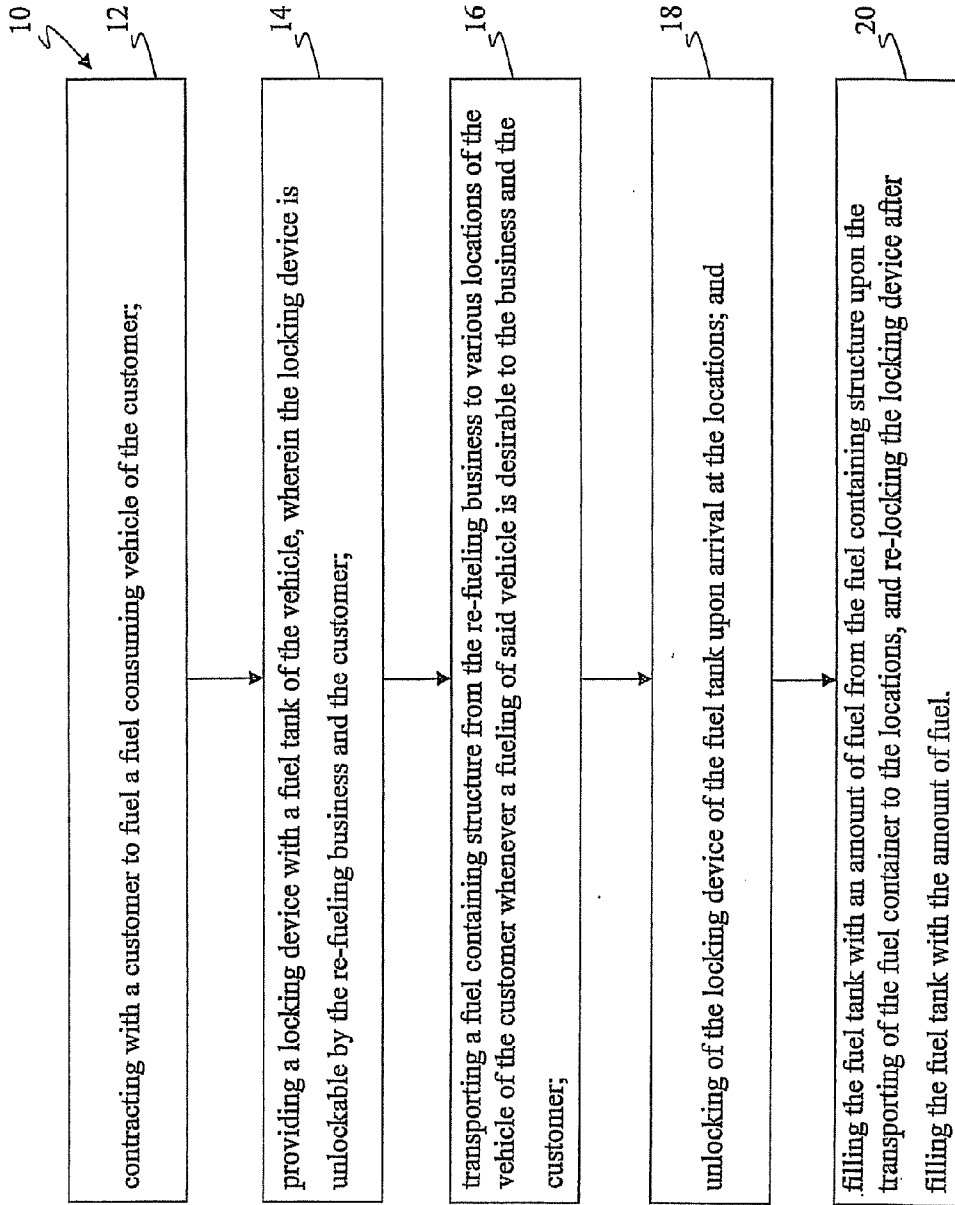 10
12
contracting with a customer to fuel a fuel consuming vehicle of the customer;
14
providing a locking device with a fuel tank of the vehicle, wherein the locking device is
unlockable by the re-fueling business and the customer;
16
transporting a fuel containing structure from the re-fueling business to various locations of the
vehicle of the customer whenever a fueling of said vehicle is desirable to the business and the
customer;
18
unlocking of the locking device of the fuel tank upon arrival at the locations; and
20
filling the fuel tank with an amount of fuel from the fuel containing structure upon the
transporting of the fuel container to the locations, and re-locking the locking device after
filling the fuel tank with the amount of fuel.